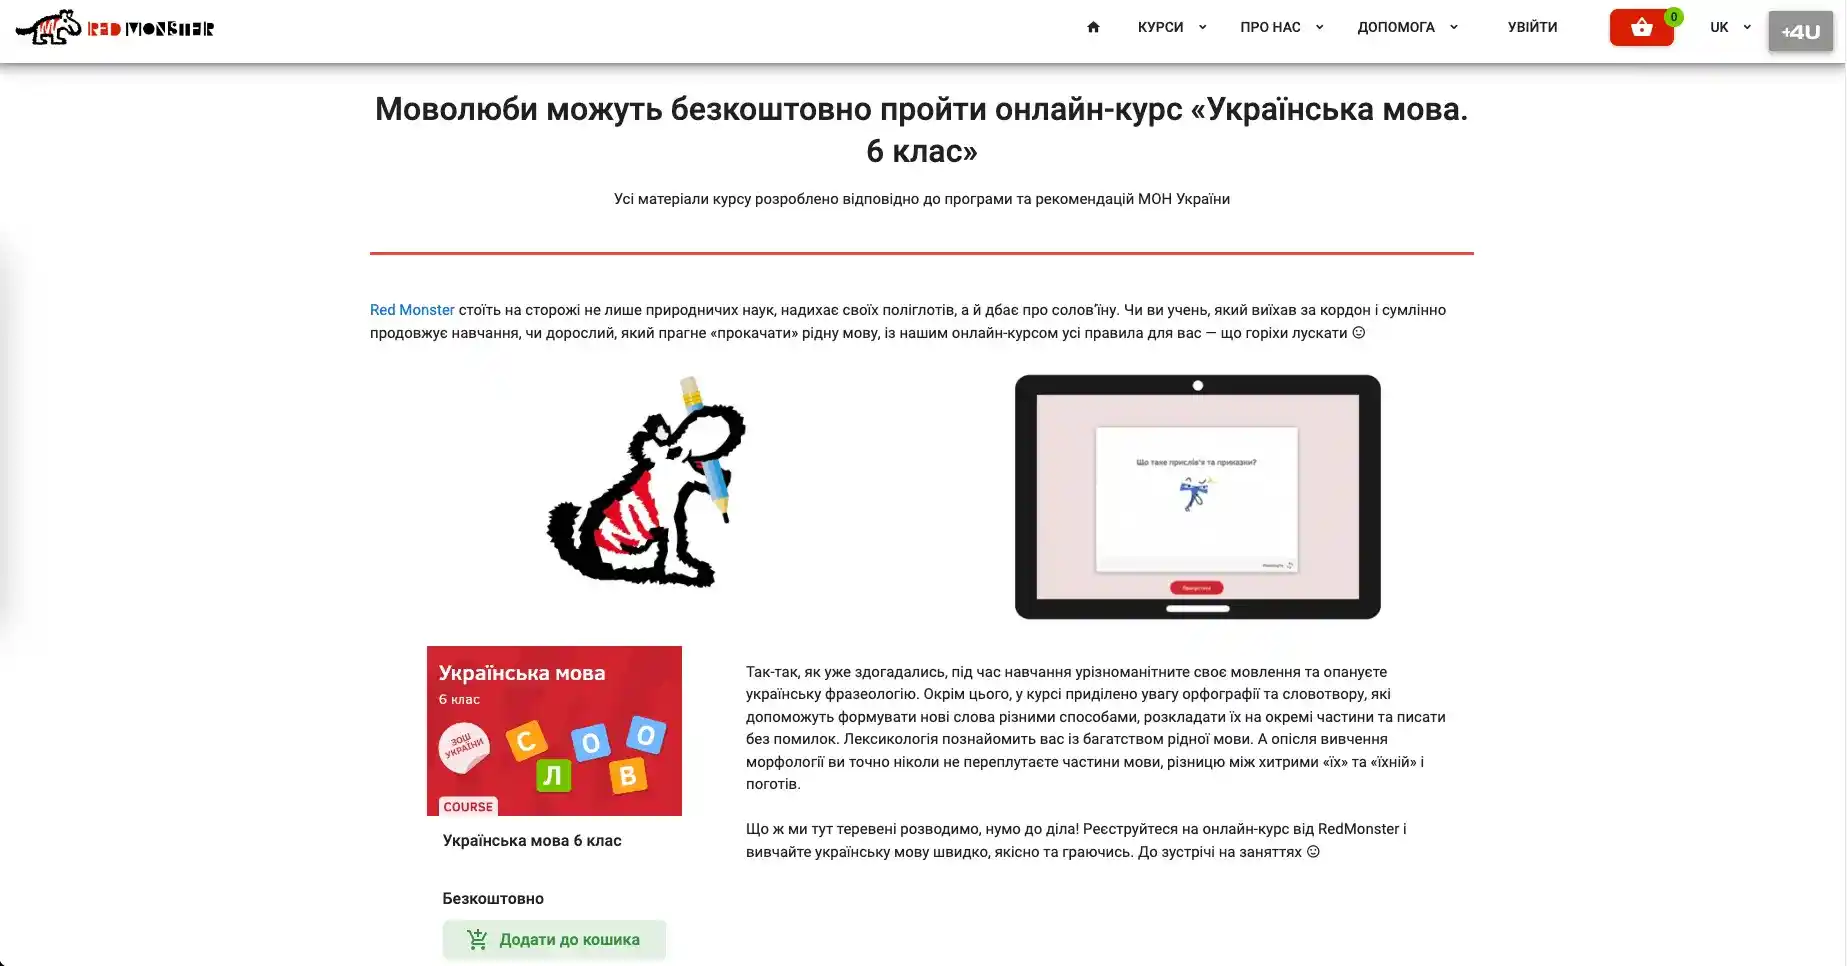 RED MONSTER
КУРСИ
ПРО НАС
ДОПОМОГА
УВІЙТИ
0
UK
+4U
Моволюби можуть безкоштовно пройти онлайн-курс «Українська мова.
6 клас»
Усі матеріали курсу розроблено відповідно до програми та рекомендацій МОН України
Red Monster стоїть на сторожі не лише природничих наук, надихає своїх поліглотів, а й дбає про солов’їну. Чи ви учень, який виїхав за кордон і сумлінно
продовжує навчання, чи дорослий, який прагне «прокачати» рідну мову, із нашим онлайн-курсом усі правила для вас — що горіхи лускати ☺
Що таке прислів'я та приказки?
Українська мова
6 клас
ЗОШ
УКРАЇНИ
С
Л
О
В
О
COURSE
Українська мова 6 клас
Безкоштовно
Додати до кошика
Так-так, як уже здогадались, під час навчання урізноманітните своє мовлення та опануєте
українську фразеологію. Окрім цього, у курсі приділено увагу орфографії та словотвору, які
допоможуть формувати нові слова різними способами, розкладати їх на окремі частини та писати
без помилок. Лексикологія познайомить вас із багатством рідної мови. А опісля вивчення
морфології ви точно ніколи не переплутаєте частини мови, різницю між хитрими «їх» та «їхній» і
поготів.
Що ж ми тут теревені розводимо, нумо до діла! Реєструйтеся на онлайн-курс від RedMonster і
вивчайте українську мову швидко, якісно та граючись. До зустрічі на заняттях ☺